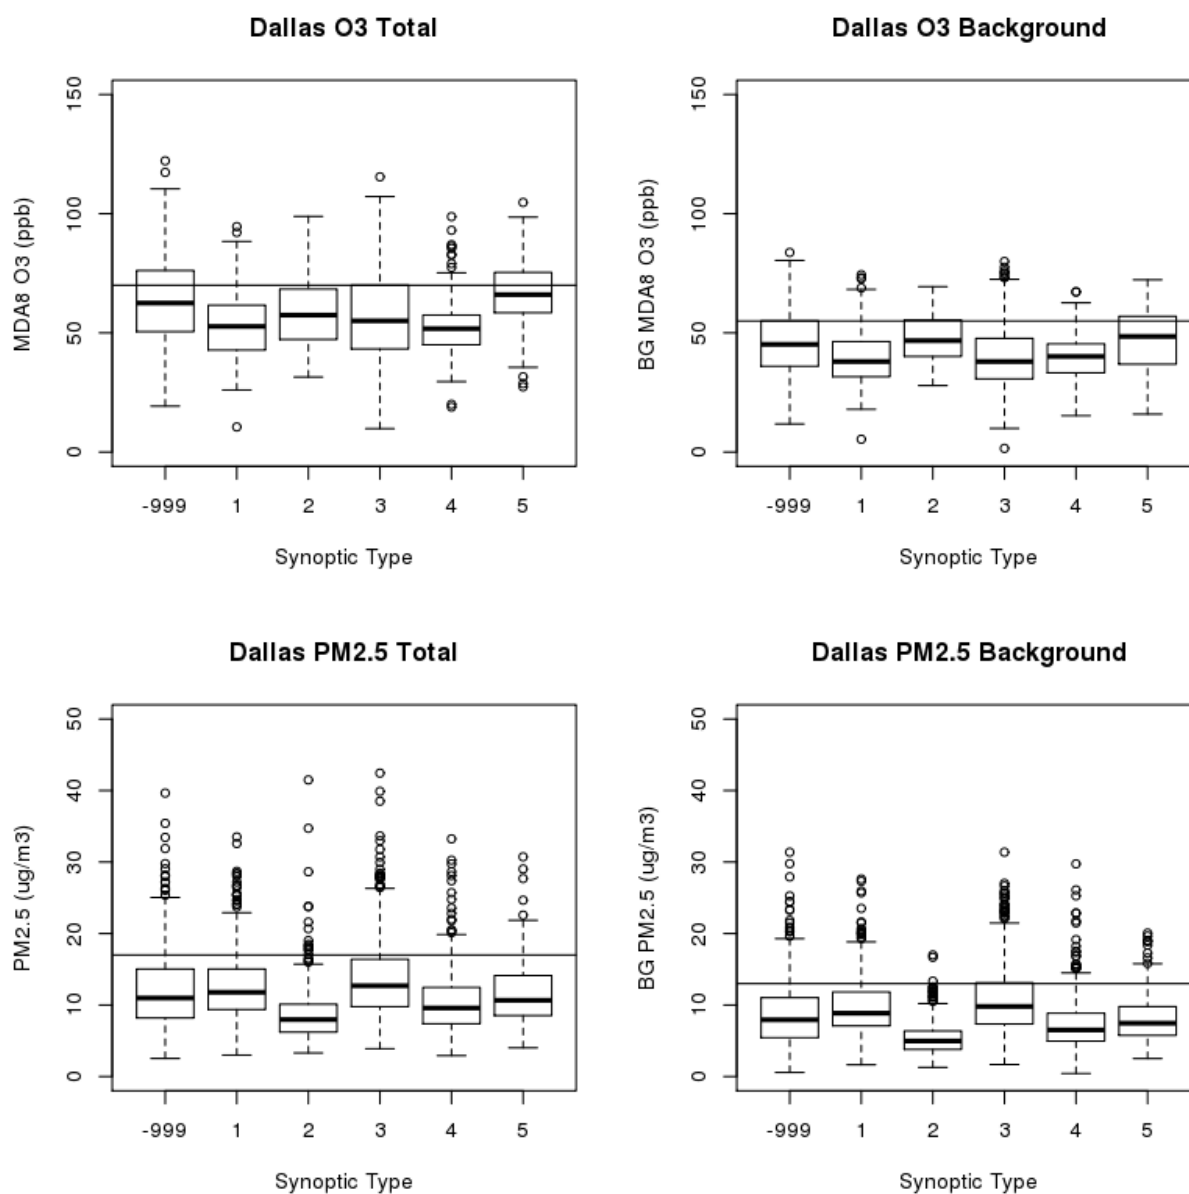 Dallas O3 Total
MDA8 O3 (ppb)
150
100
50
0
-999 1 2 3 4 5
Synoptic Type
Dallas O3 Background
BG MDA8 O3 (ppb)
150
100
50
0
-999 1 2 3 4 5
Synoptic Type
Dallas PM2.5 Total
PM2.5 (ug/m3)
50
40
30
20
10
0
-999 1 2 3 4 5
Synoptic Type
Dallas PM2.5 Background
BG PM2.5 (ug/m3)
50
40
30
20
10
0
-999 1 2 3 4 5
Synoptic Type